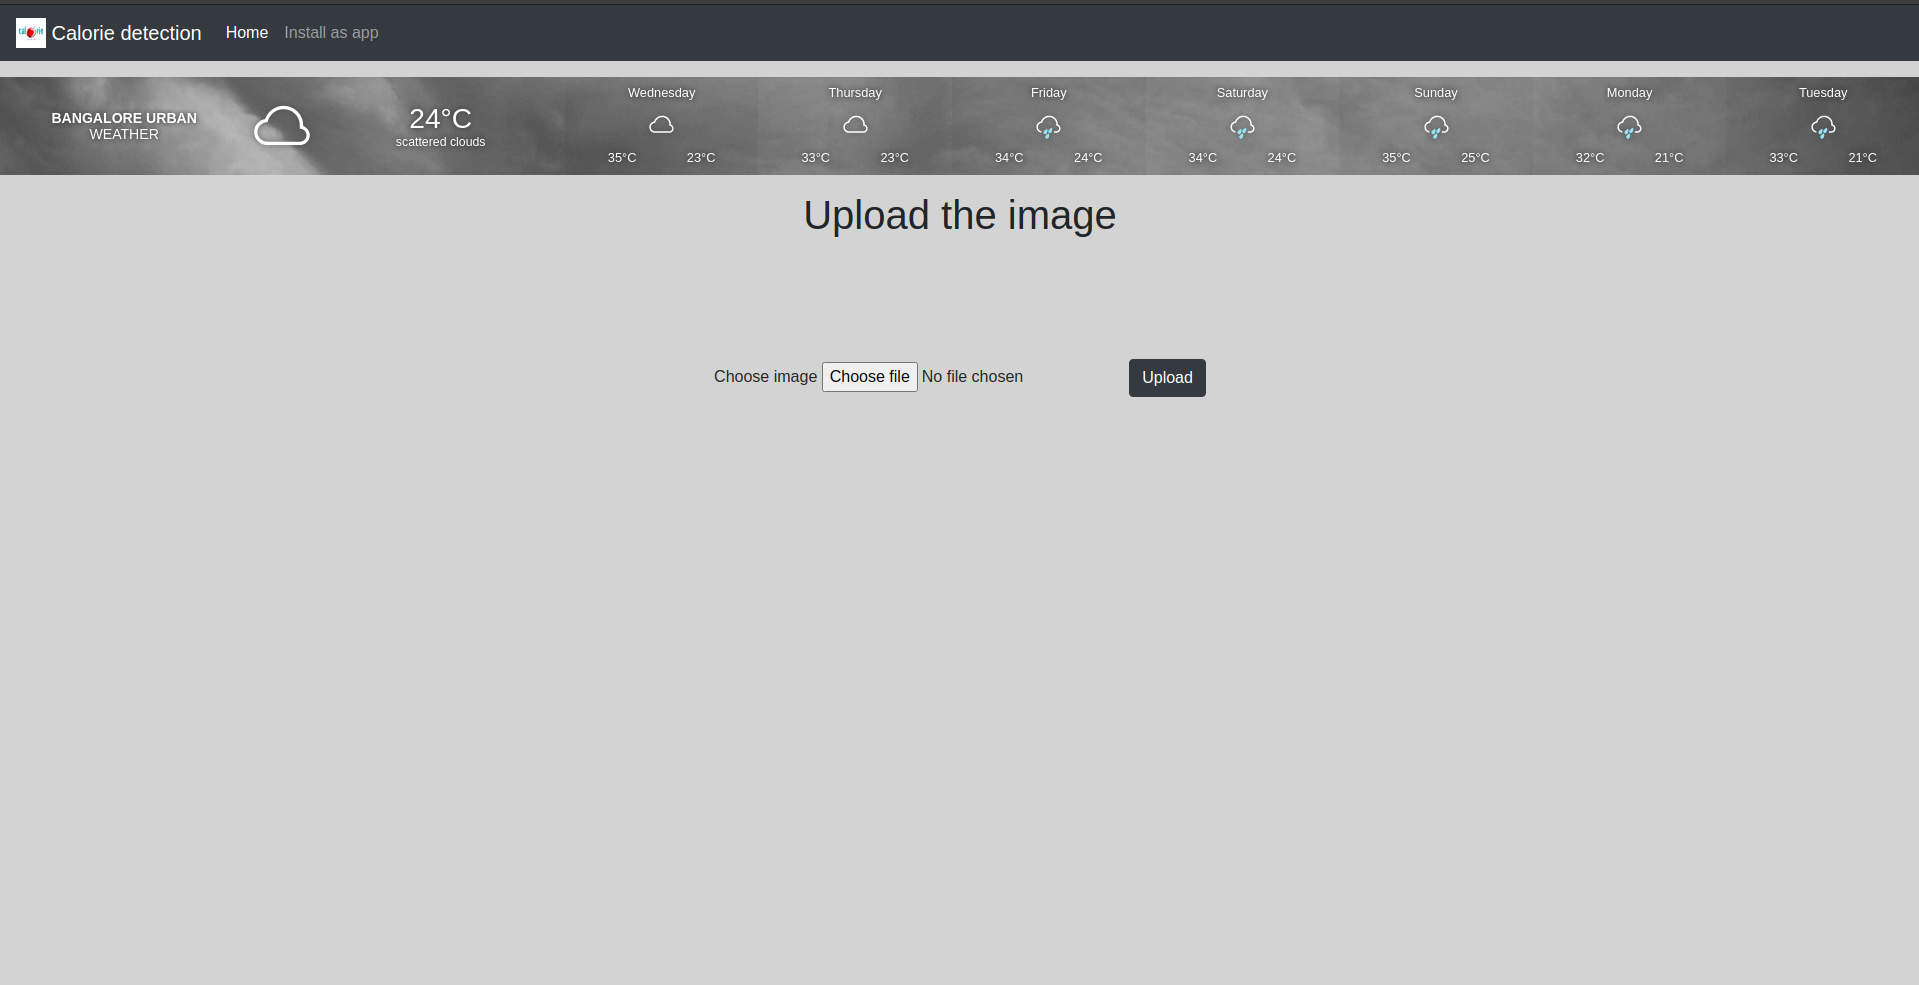 Calorie detection Home Install as app
BANGALORE URBAN
WEATHER
24°C
scattered clouds
Wednesday
35°C 23°C
Thursday
33°C 23°C
Friday
34°C 24°C
Saturday
34°C 24°C
Sunday
35°C 25°C
Monday
32°C 21°C
Tuesday
33°C 21°C
Upload the image
Choose image Choose file No file chosen Upload